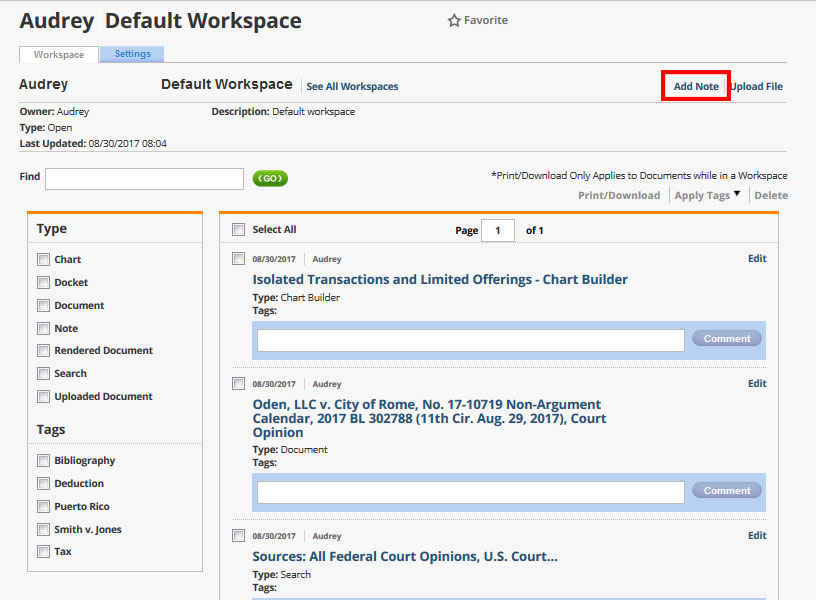 Audrey Default Workspace
Favorite
Workspace
Settings
Audrey Default Workspace
See All Workspaces
Add Note
Upload File
Owner: Audrey
Description: Default workspace
Type: Open
Last Updated: 08/30/2017 08:04
Find
GO
*Print/Download Only Applies to Documents while in a Workspace
Print/Download
Apply Tags
Delete
Type
Chart
Docket
Document
Note
Rendered Document
Search
Uploaded Document
Tags
Bibliography
Deduction
Puerto Rico
Smith v. Jones
Tax
Select All
Page 1 of 1
08/30/2017 Audrey
Edit
Isolated Transactions and Limited Offerings - Chart Builder
Type: Chart Builder
Tags:
Comment
08/30/2017 Audrey
Edit
Oden, LLC v. City of Rome, No. 17-10719 Non-Argument
Calendar, 2017 BL 302788 (11th Cir. Aug. 29, 2017), Court
Opinion
Type: Document
Tags:
Comment
08/30/2017 Audrey
Edit
Sources: All Federal Court Opinions, U.S. Court...
Type: Search
Tags: